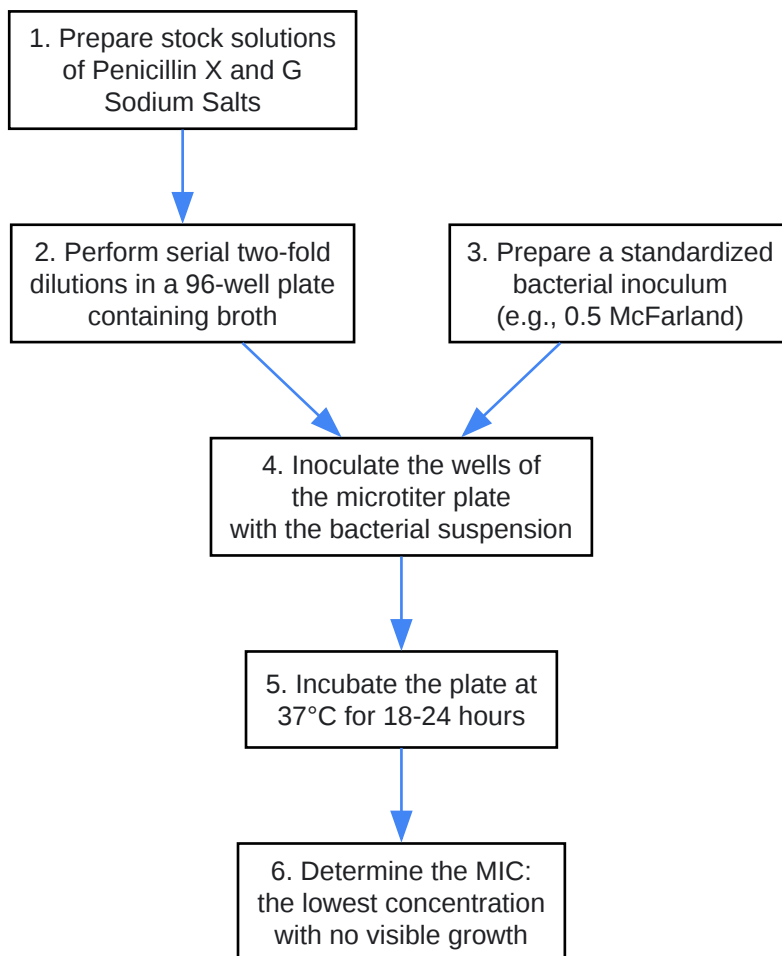 1. Prepare stock solutions
of Penicillin X and G
Sodium Salts
2. Perform serial two-fold
dilutions in a 96-well plate
containing broth
3. Prepare a standardized
bacterial inoculum
(e.g., 0.5 McFarland)
4. Inoculate the wells of
the microtiter plate
with the bacterial suspension
5. Incubate the plate at
37°C for 18-24 hours
6. Determine the MIC:
the lowest concentration
with no visible growth